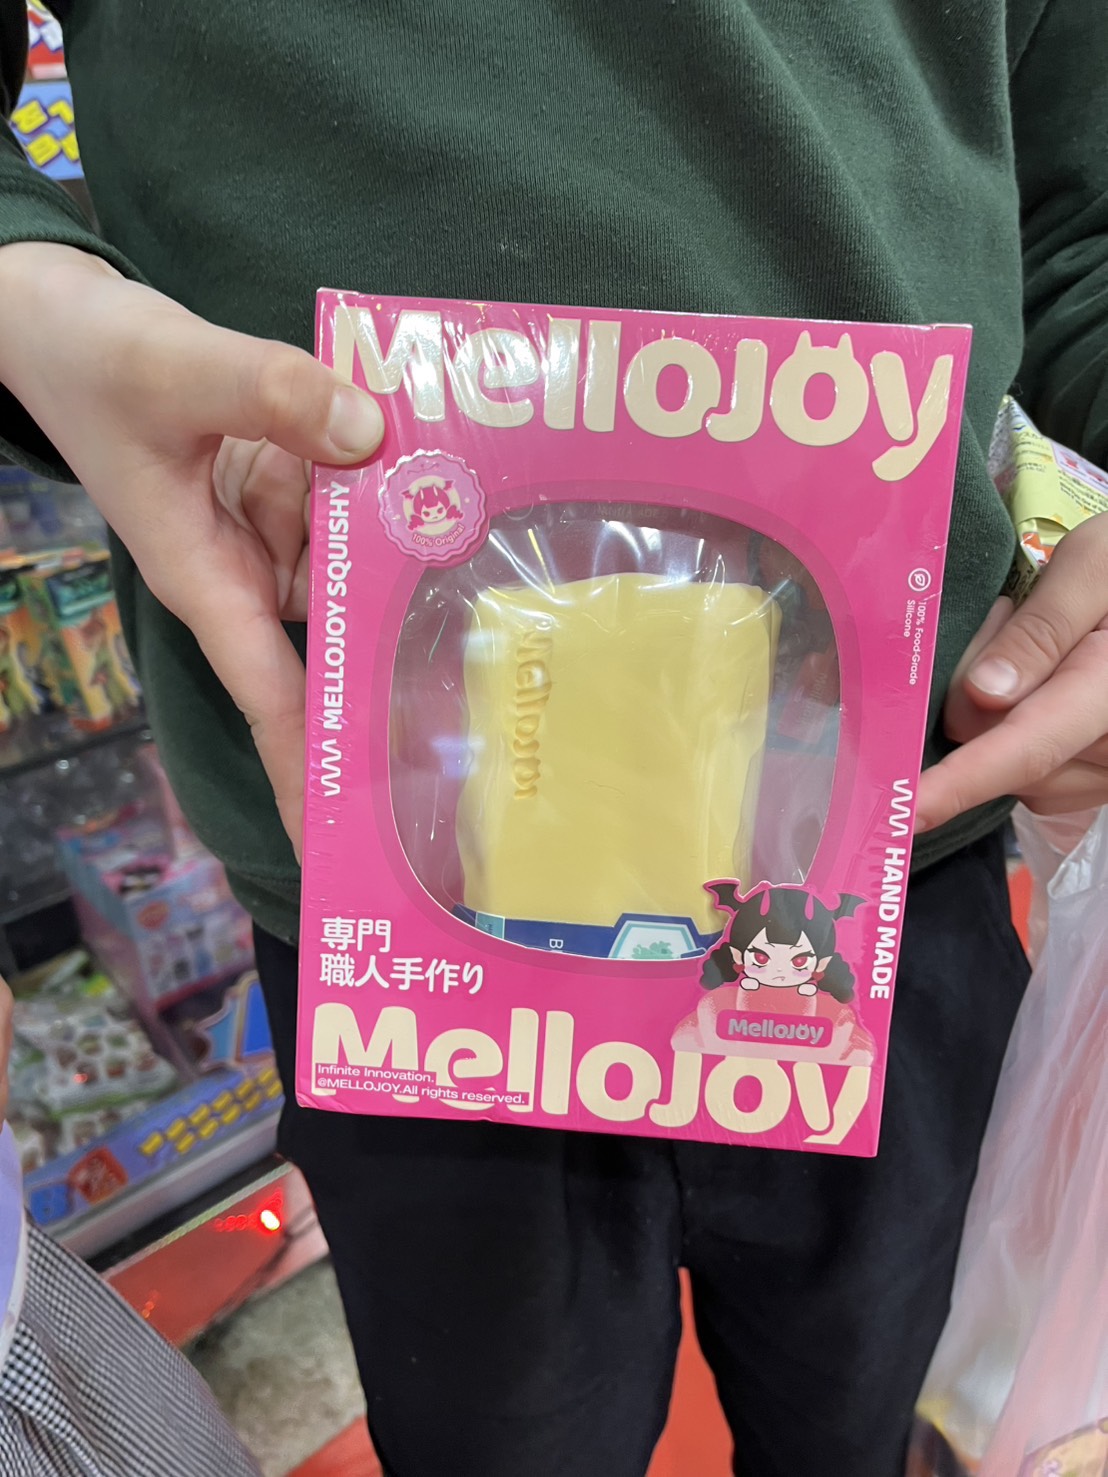 Mellojoy
100% Original
MELLOJOY SQUISHY
Mellojoy
100% Food-Grade
Silicone
HAND MADE
専門
職人手作り
Mellojoy
Mellojoy
Infinite Innovation.
@MELLOJOY.All rights reserved.